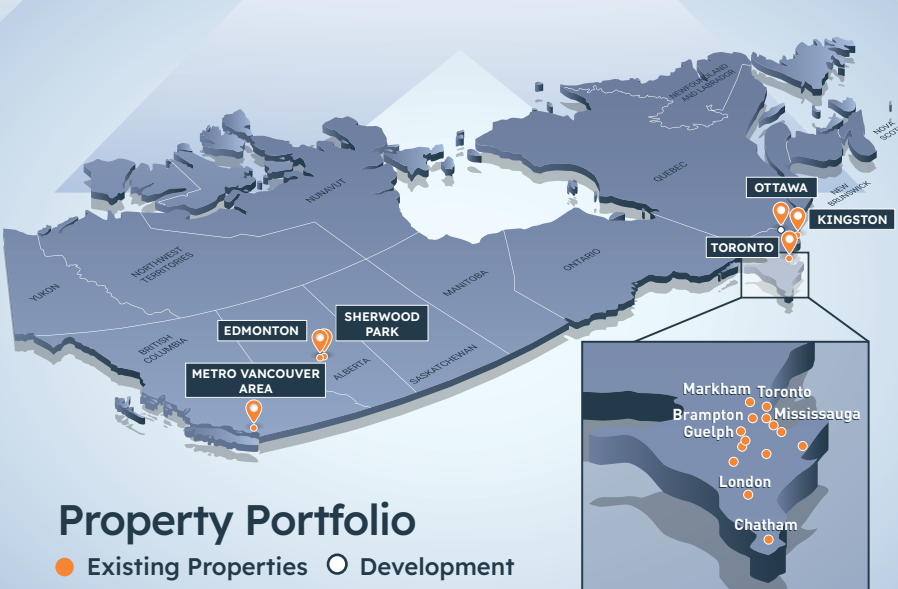 NEWFOUNDLAND
AND LABRADOR
NOVA
QUEBEC
NEW
BRUNSWICK
OTTAWA
KINGSTON
TORONTO
NUNAVUT
ONTARIO
NORTHWEST
TERRITORIES
MANITOBA
YUKON
BRITISH
COLUMBIA
EDMONTON
SHERWOOD
PARK
ALBERTA
SASKATCHEWAN
METRO VANCOUVER
AREA
Markham
Toronto
Brampton
Mississauga
Guelph
London
Chatham
Property Portfolio
Existing Properties
Development